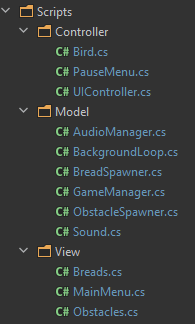 Scripts
Controller
C# Bird.cs
C# PauseMenu.cs
C# UIController.cs
Model
C# AudioManager.cs
C# BackgroundLoop.cs
C# BreadSpawner.cs
C# GameManager.cs
C# ObstacleSpawner.cs
C# Sound.cs
View
C# Breads.cs
C# MainMenu.cs
C# Obstacles.cs